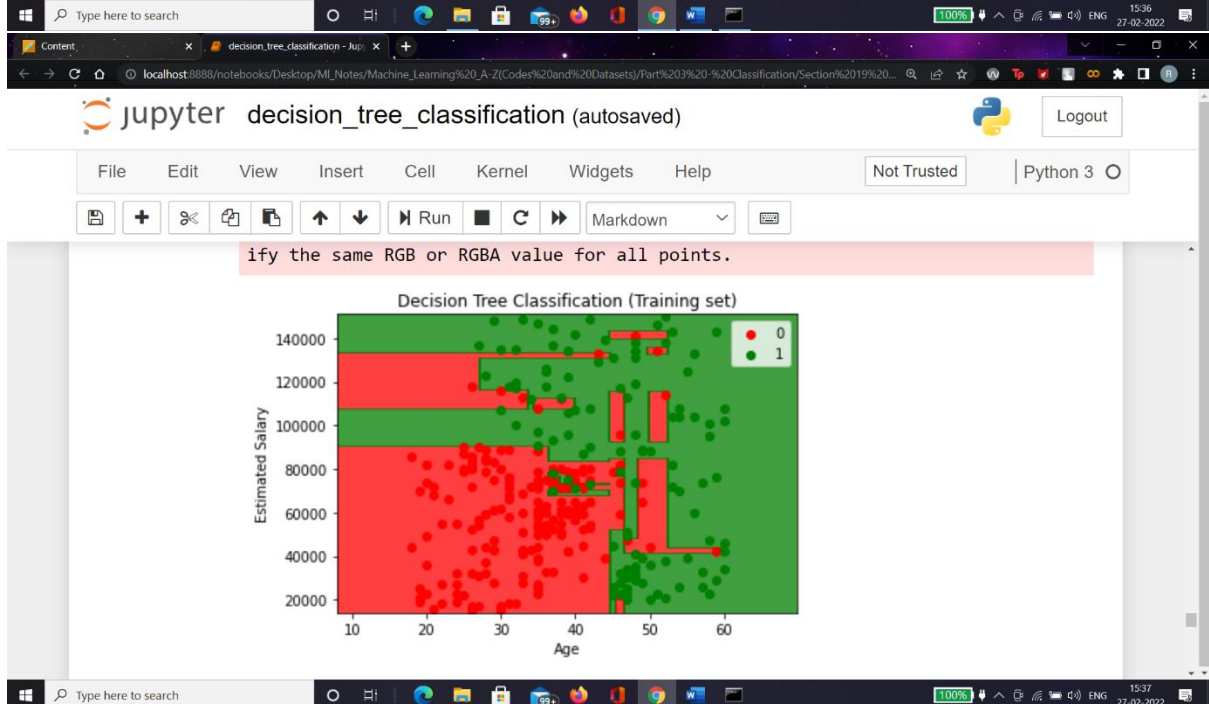 Type here to search
99+
100%
ENG
15:36
27-02-2022
Content
decision_tree_classification - Jup
localhost:8888/notebooks/Desktop/Ml_Notes/Machine_Learning%20_A-Z(Codes%20and%20Datasets)/Part%203%20-%20Classification/Section%2019%20...
jupyter decision_tree_classification (autosaved)
Logout
File Edit View Insert Cell Kernel Widgets Help
Not Trusted
Python 3
Run
Markdown
ify the same RGB or RGBA value for all points.
Decision Tree Classification (Training set)
0
1
Estimated Salary
140000
120000
100000
80000
60000
40000
20000
10 20 30 40 50 60
Age
Type here to search
99+
100%
ENG
15:37
27-02-2022